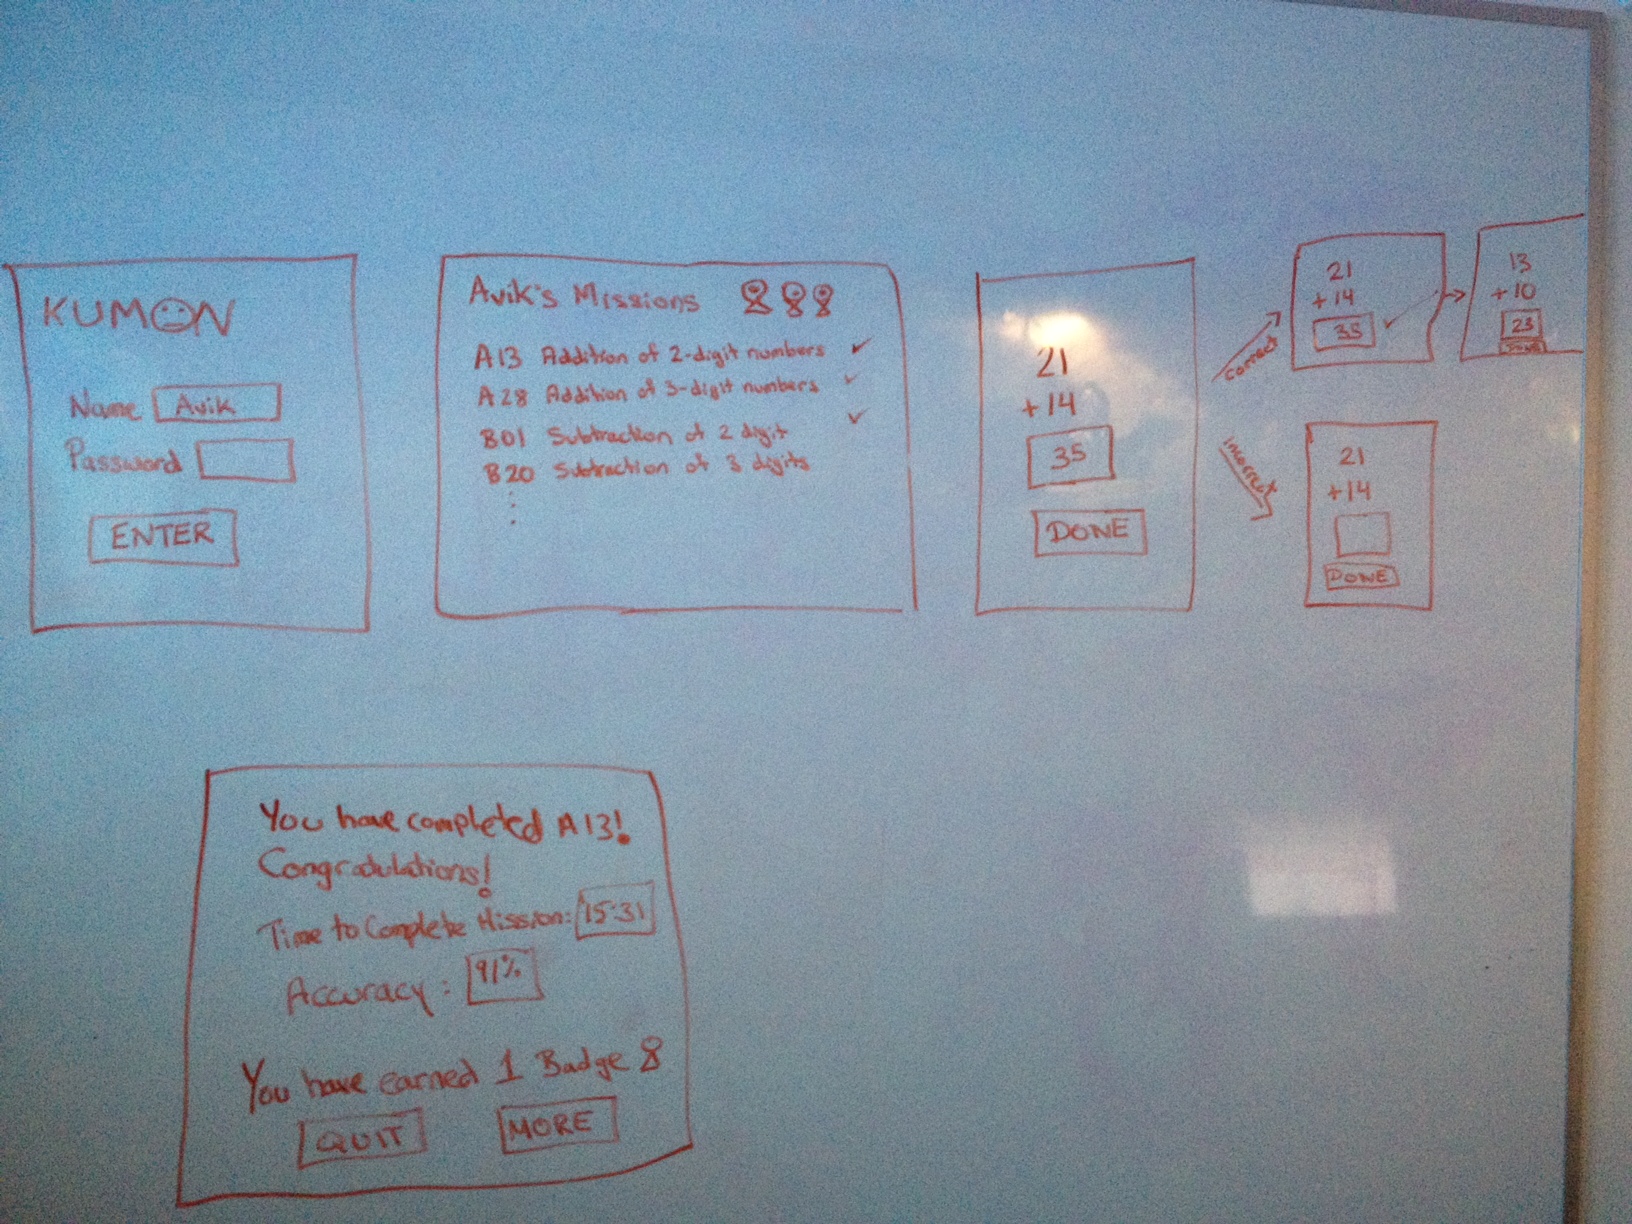 KUMON
Name Avik
Password
ENTER
Avik's Missions
A13 Addition of 2-digit numbers ✓
A28 Addition of 3-digit numbers ✓
B01 Subtraction of 2 digit ✓
B20 Subtraction of 3 digits
⋮
21
+14
35
DONE
correct
21
+14
35 ✓
13
+10
23
DONE
incorrect
21
+14
DONE
You have completed A13!
Congratulations!
Time to Complete Mission: 15:31
Accuracy: 91%
You have earned 1 Badge
QUIT MORE